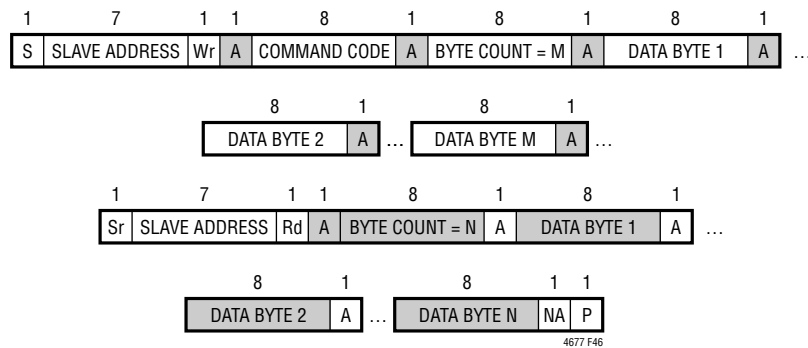 1 7 1 1 8 1 8 1 8 1
S SLAVE ADDRESS Wr A COMMAND CODE A BYTE COUNT = M A DATA BYTE 1 A …
8 1 8 1
DATA BYTE 2 A … DATA BYTE M A …
1 7 1 1 8 1 8 1
Sr SLAVE ADDRESS Rd A BYTE COUNT = N A DATA BYTE 1 A …
8 1 8 1 1
DATA BYTE 2 A … DATA BYTE N NA P
4677 F46